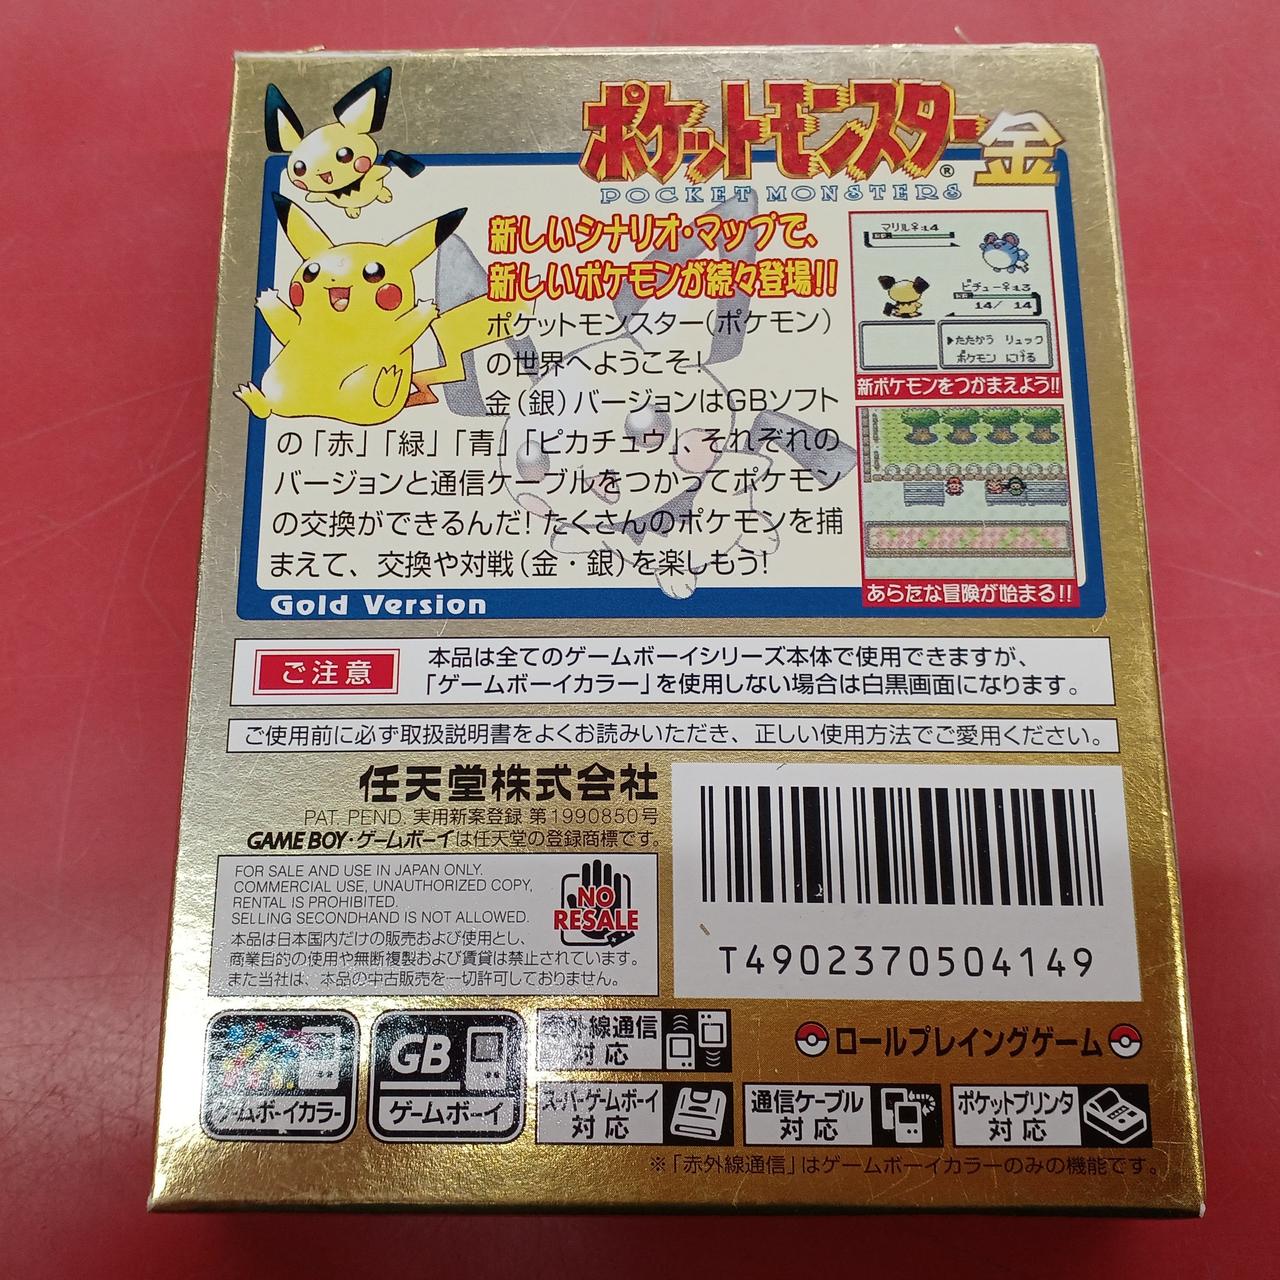 ポケットモンスター金
®
POCKET MONSTERS
新しいシナリオ・マップで、
新しいポケモンが続々登場!!
ポケットモンスター(ポケモン)
の世界へようこそ!
金(銀)バージョンはGBソフト
の「赤」「緑」「青」「ピカチュウ」、それぞれの
バージョンと通信ケーブルをつかってポケモン
の交換ができるんだ!たくさんのポケモンを捕
まえて、交換や対戦(金・銀)を楽しもう!
Gold Version
マリル♀:L4
HP
ピチュー♀:L3
HP
14/ 14
▶たたかう リュック
ポケモン にげる
新ポケモンをつかまえよう!!
あらたな冒険が始まる!!
ご注意
本品は全てのゲームボーイシリーズ本体で使用できますが、
「ゲームボーイカラー」を使用しない場合は白黒画面になります。
ご使用前に必ず取扱説明書をよくお読みいただき、正しい使用方法でご愛用ください。
任天堂株式会社
PAT. PEND. 実用新案登録 第1990850号
GAME BOY・ゲームボーイは任天堂の登録商標です。
FOR SALE AND USE IN JAPAN ONLY.
COMMERCIAL USE, UNAUTHORIZED COPY,
RENTAL IS PROHIBITED.
SELLING SECONDHAND IS NOT ALLOWED.
本品は日本国内だけの販売および使用とし、
商業目的の使用や無断複製および賃貸は禁止されています。
また当社は、本品の中古販売を一切許可しておりません。
NO
RESALE
T4902370504149
ゲームボーイカラー
GB
ゲームボーイ
赤外線通信
対応
ロールプレイングゲーム
スーパーゲームボーイ
対応
通信ケーブル
対応
ポケットプリンタ
対応
※「赤外線通信」はゲームボーイカラーのみの機能です。